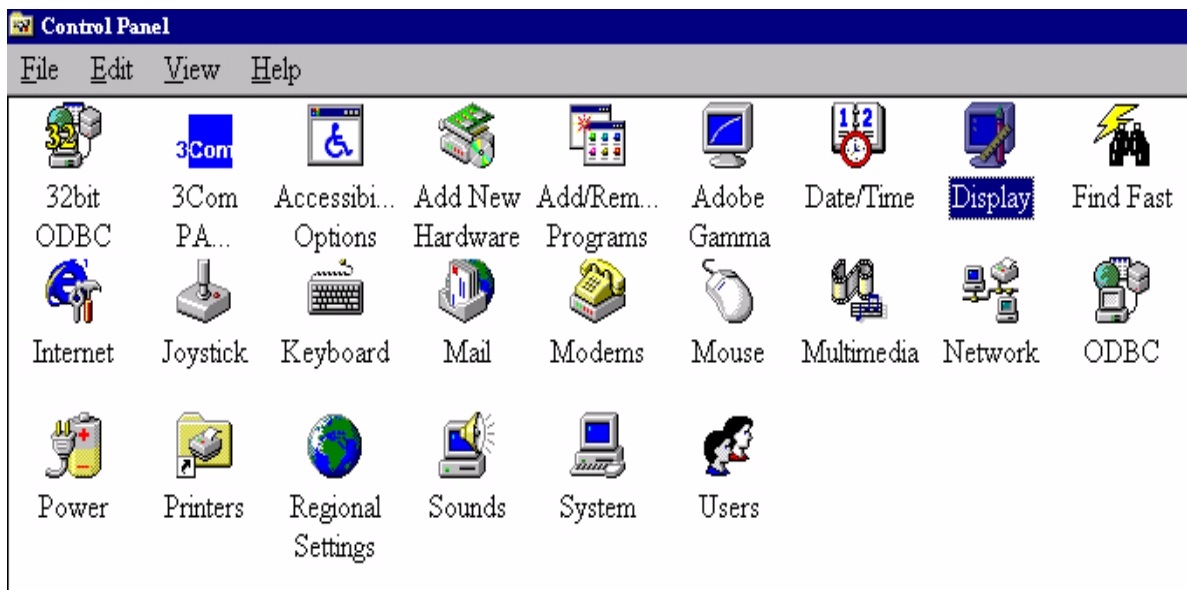 Control Panel
File Edit View Help
32
3Com
12
32bit ODBC
3Com PA...
Accessibi... Options
Add New Hardware
Add/Rem... Programs
Adobe Gamma
Date/Time
Display
Find Fast
Internet
Joystick
Keyboard
Mail
Modems
Mouse
Multimedia
Network
ODBC
Power
Printers
Regional Settings
Sounds
System
Users